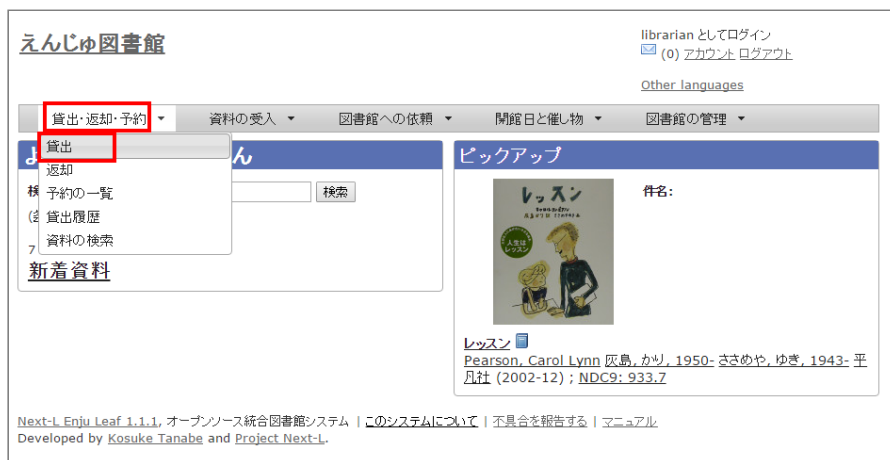 えんじゅ図書館
librarian としてログイン
(0) アカウント ログアウト
Other languages
貸出・返却・予約 ▼ 資料の受入 ▼ 図書館への依頼 ▼ 開館日と催し物 ▼ 図書館の管理 ▼
貸出
返却
予約の一覧
貸出履歴
資料の検索
よ
ん
検索
7
新着資料
ピックアップ
レッスン
人生は
レッスン
件名:
レッスン
Pearson, Carol Lynn 灰島, かり, 1950- ささめや, ゆき, 1943- 平
凡社 (2002-12) ; NDC9: 933.7
Next-L Enju Leaf 1.1.1, オープンソース統合図書館システム | このシステムについて | 不具合を報告する | マニュアル
Developed by Kosuke Tanabe and Project Next-L.